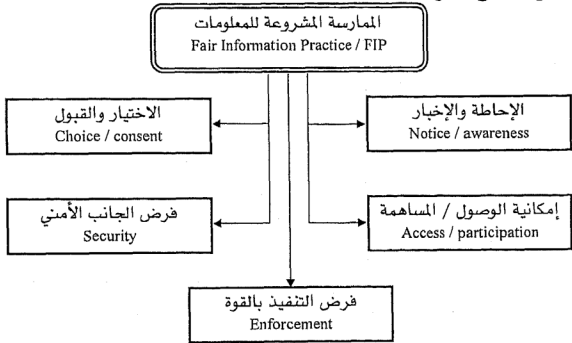 الممارسة المشروعة للمعلومات
Fair Information Practice / FIP
الإحاطة والإخبار
Notice / awareness
الاختيار والقبول
Choice / consent
إمكانية الوصول / المساهمة
Access / participation
فرض الجانب الأمني
Security
فرض التنفيذ بالقوة
Enforcement